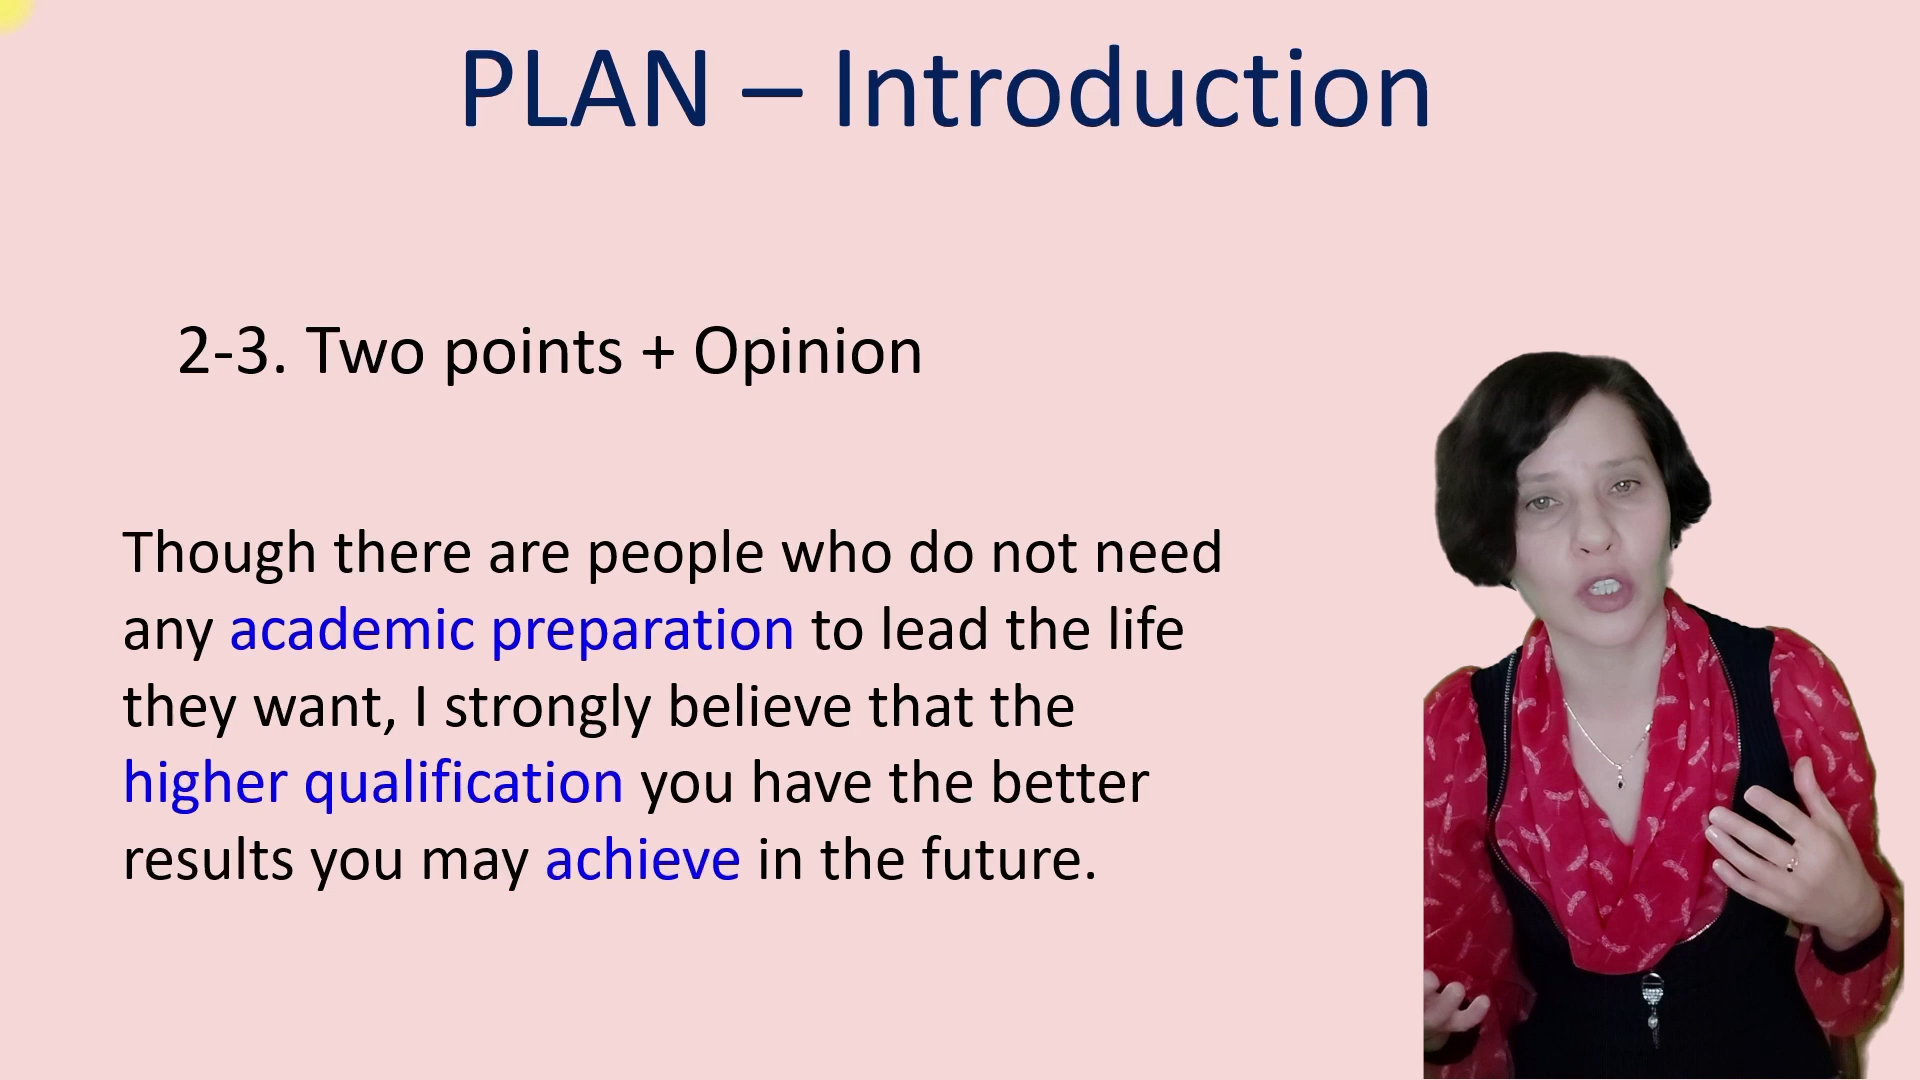 PLAN – Introduction
2-3. Two points + Opinion
Though there are people who do not need
any academic preparation to lead the life
they want, I strongly believe that the
higher qualification you have the better
results you may achieve in the future.